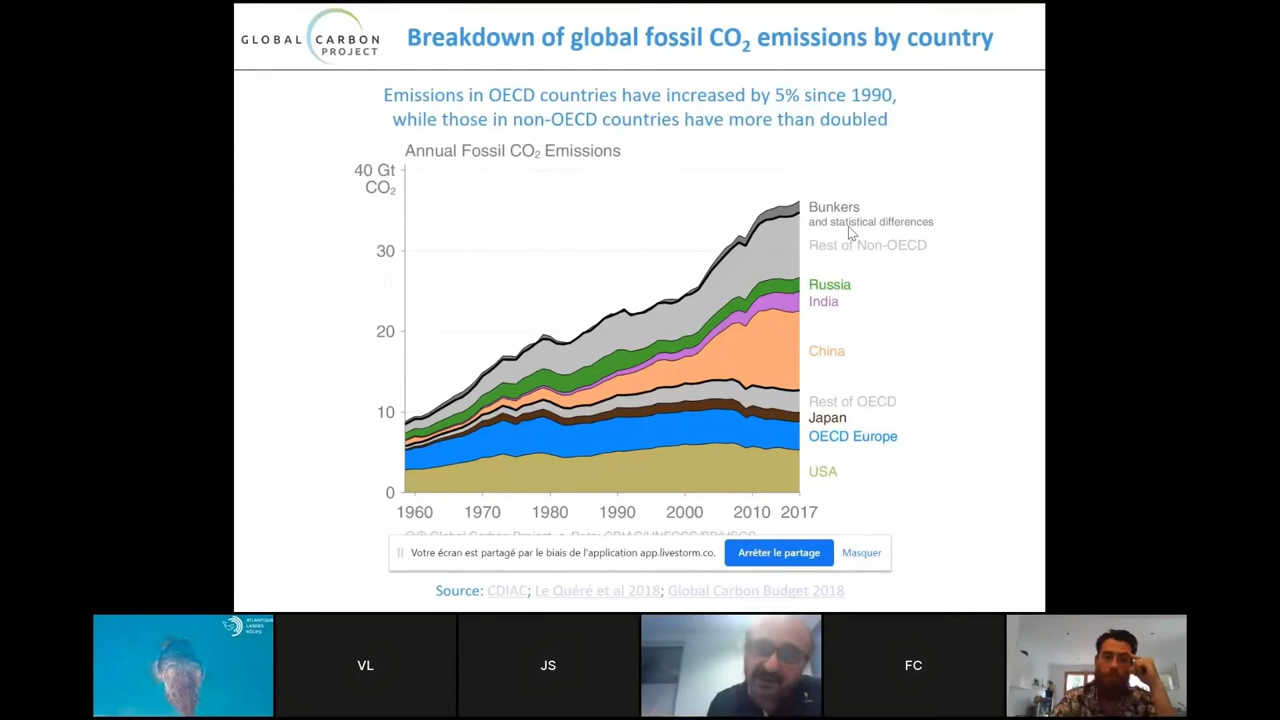 GLOBAL CARBON PROJECT
Breakdown of global fossil CO₂ emissions by country
Emissions in OECD countries have increased by 5% since 1990,
while those in non-OECD countries have more than doubled
Annual Fossil CO₂ Emissions
40 Gt
CO₂
30
20
10
0
1960 1970 1980 1990 2000 2010 2017
Bunkers
and statistical differences
Rest of Non-OECD
Russia
India
China
Rest of OECD
Japan
OECD Europe
USA
Votre écran est partagé par le biais de l'application app.livestorm.co.
Arrêter le partage
Masquer
Source: CDIAC; Le Quéré et al 2018; Global Carbon Budget 2018
ATLANTIQUE
LANDES
RÉCIFS
VL
JS
FC